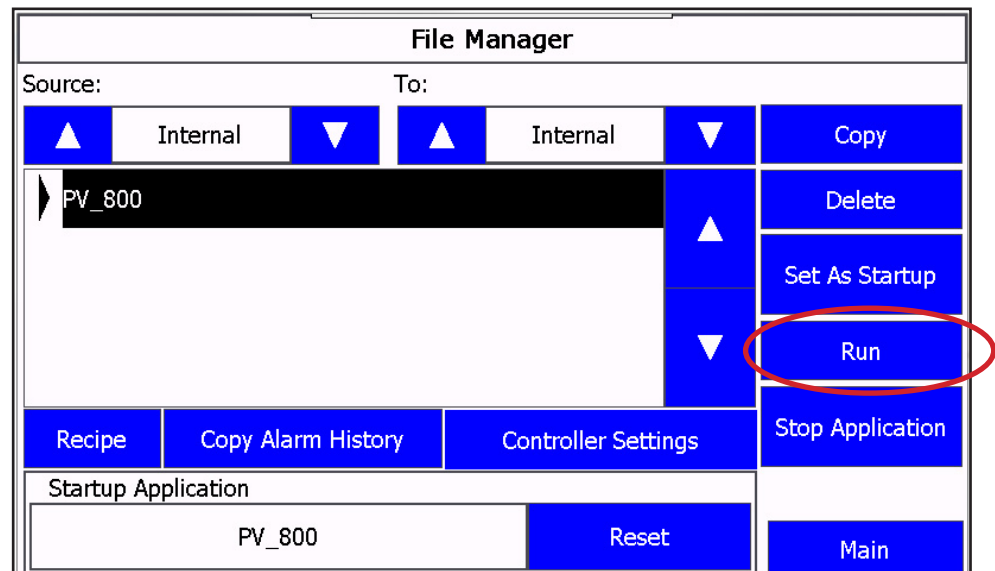 File Manager
Source: To:
Internal Internal Copy
PV_800 Delete
Set As Startup
Run
Recipe Copy Alarm History Controller Settings Stop Application
Startup Application
PV_800 Reset Main